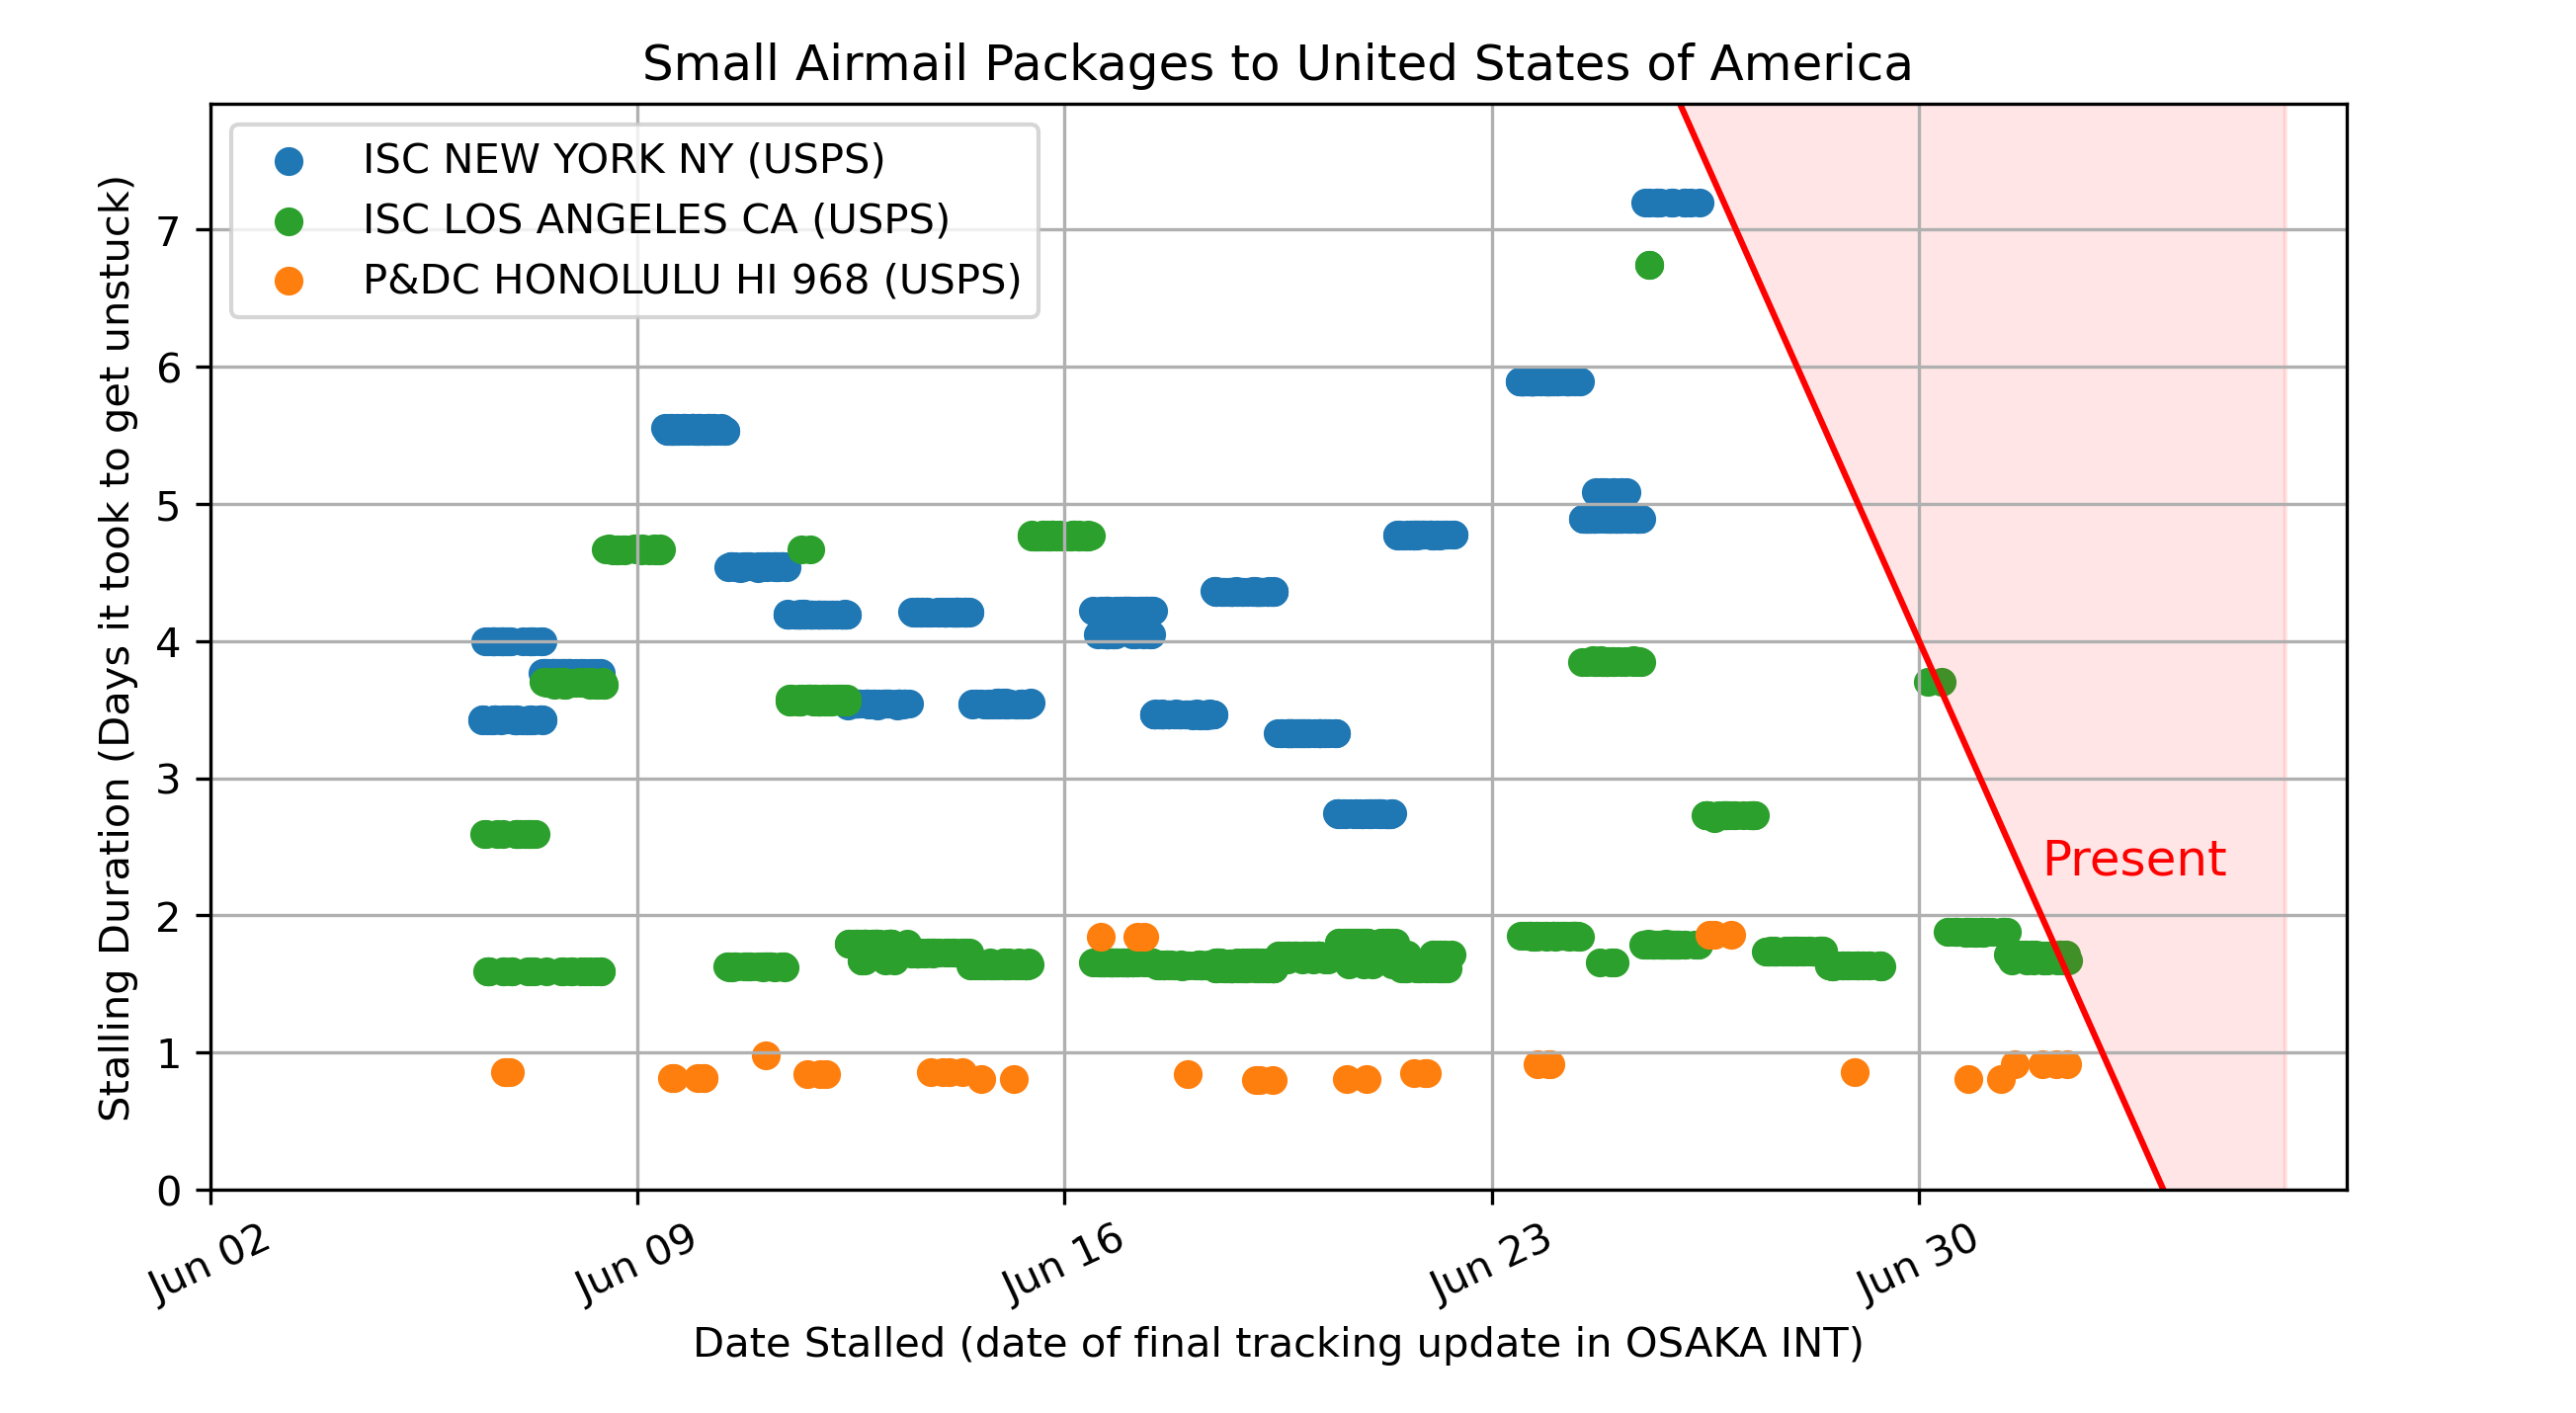 Small Airmail Packages to United States of America
ISC NEW YORK NY (USPS)
ISC LOS ANGELES CA (USPS)
P&DC HONOLULU HI 968 (USPS)
Stalling Duration (Days it took to get unstuck)
7
6
5
4
3
2
1
0
Present
Jun 02
Jun 09
Jun 16
Jun 23
Jun 30
Date Stalled (date of final tracking update in OSAKA INT)